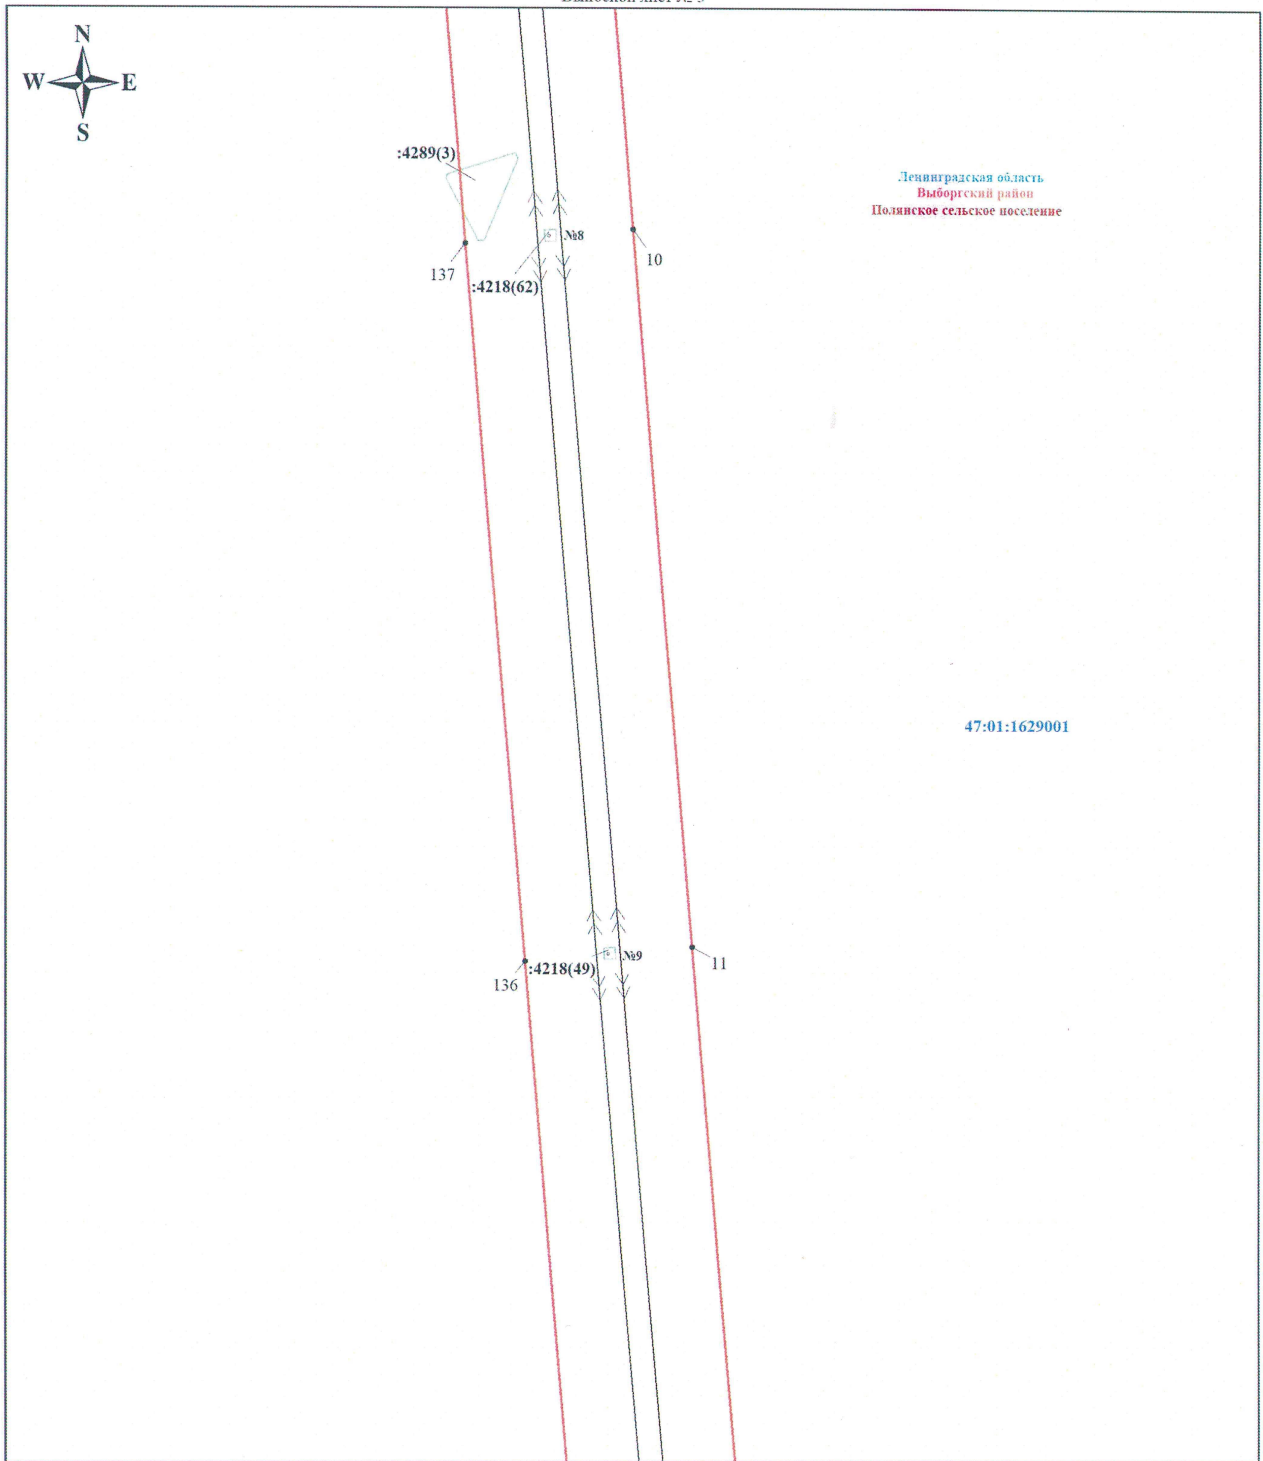 N
W E
S
:4289(3)
Ленинградская область
Выборгский район
Полянское сельское поселение
№8
10
137
:4218(62)
47:01:1629001
№9
:4218(49)
11
136